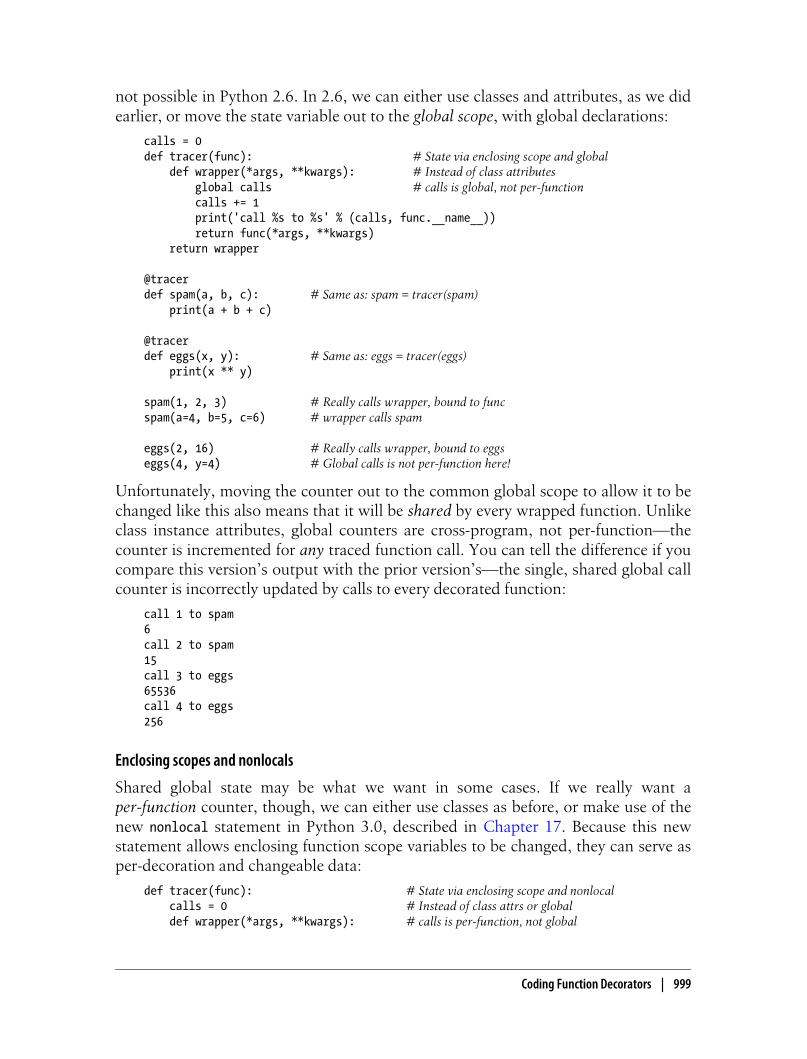 not possible in Python 2.6. In 2.6, we can either use classes and attributes, as we did
earlier, or move the state variable out to the global scope, with global declarations:
calls = 0
def tracer(func): # State via enclosing scope and global
    def wrapper(*args, **kwargs): # Instead of class attributes
        global calls # calls is global, not per-function
        calls += 1
        print('call %s to %s' % (calls, func.__name__))
        return func(*args, **kwargs)
    return wrapper
@tracer
def spam(a, b, c): # Same as: spam = tracer(spam)
    print(a + b + c)
@tracer
def eggs(x, y): # Same as: eggs = tracer(eggs)
    print(x ** y)
spam(1, 2, 3) # Really calls wrapper, bound to func
spam(a=4, b=5, c=6) # wrapper calls spam
eggs(2, 16) # Really calls wrapper, bound to eggs
eggs(4, y=4) # Global calls is not per-function here!
Unfortunately, moving the counter out to the common global scope to allow it to be
changed like this also means that it will be shared by every wrapped function. Unlike
class instance attributes, global counters are cross-program, not per-function—the
counter is incremented for any traced function call. You can tell the difference if you
compare this version's output with the prior version's—the single, shared global call
counter is incorrectly updated by calls to every decorated function:
call 1 to spam
6
call 2 to spam
15
call 3 to eggs
65536
call 4 to eggs
256
Enclosing scopes and nonlocals
Shared global state may be what we want in some cases. If we really want a
per-function counter, though, we can either use classes as before, or make use of the
new nonlocal statement in Python 3.0, described in Chapter 17. Because this new
statement allows enclosing function scope variables to be changed, they can serve as
per-decoration and changeable data:
def tracer(func): # State via enclosing scope and nonlocal
    calls = 0 # Instead of class attrs or global
    def wrapper(*args, **kwargs): # calls is per-function, not global
Coding Function Decorators | 999